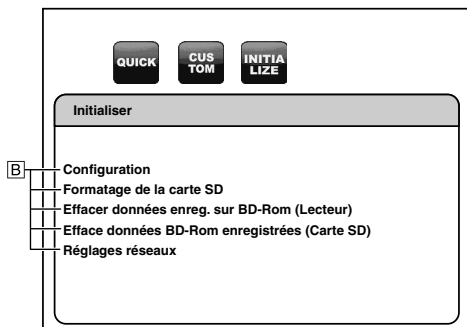 QUICK
CUS
TOM
INITIA
LIZE
Initialiser
B
Configuration
Formatage de la carte SD
Effacer données enreg. sur BD-Rom (Lecteur)
Efface données BD-Rom enregistrées (Carte SD)
Réglages réseaux